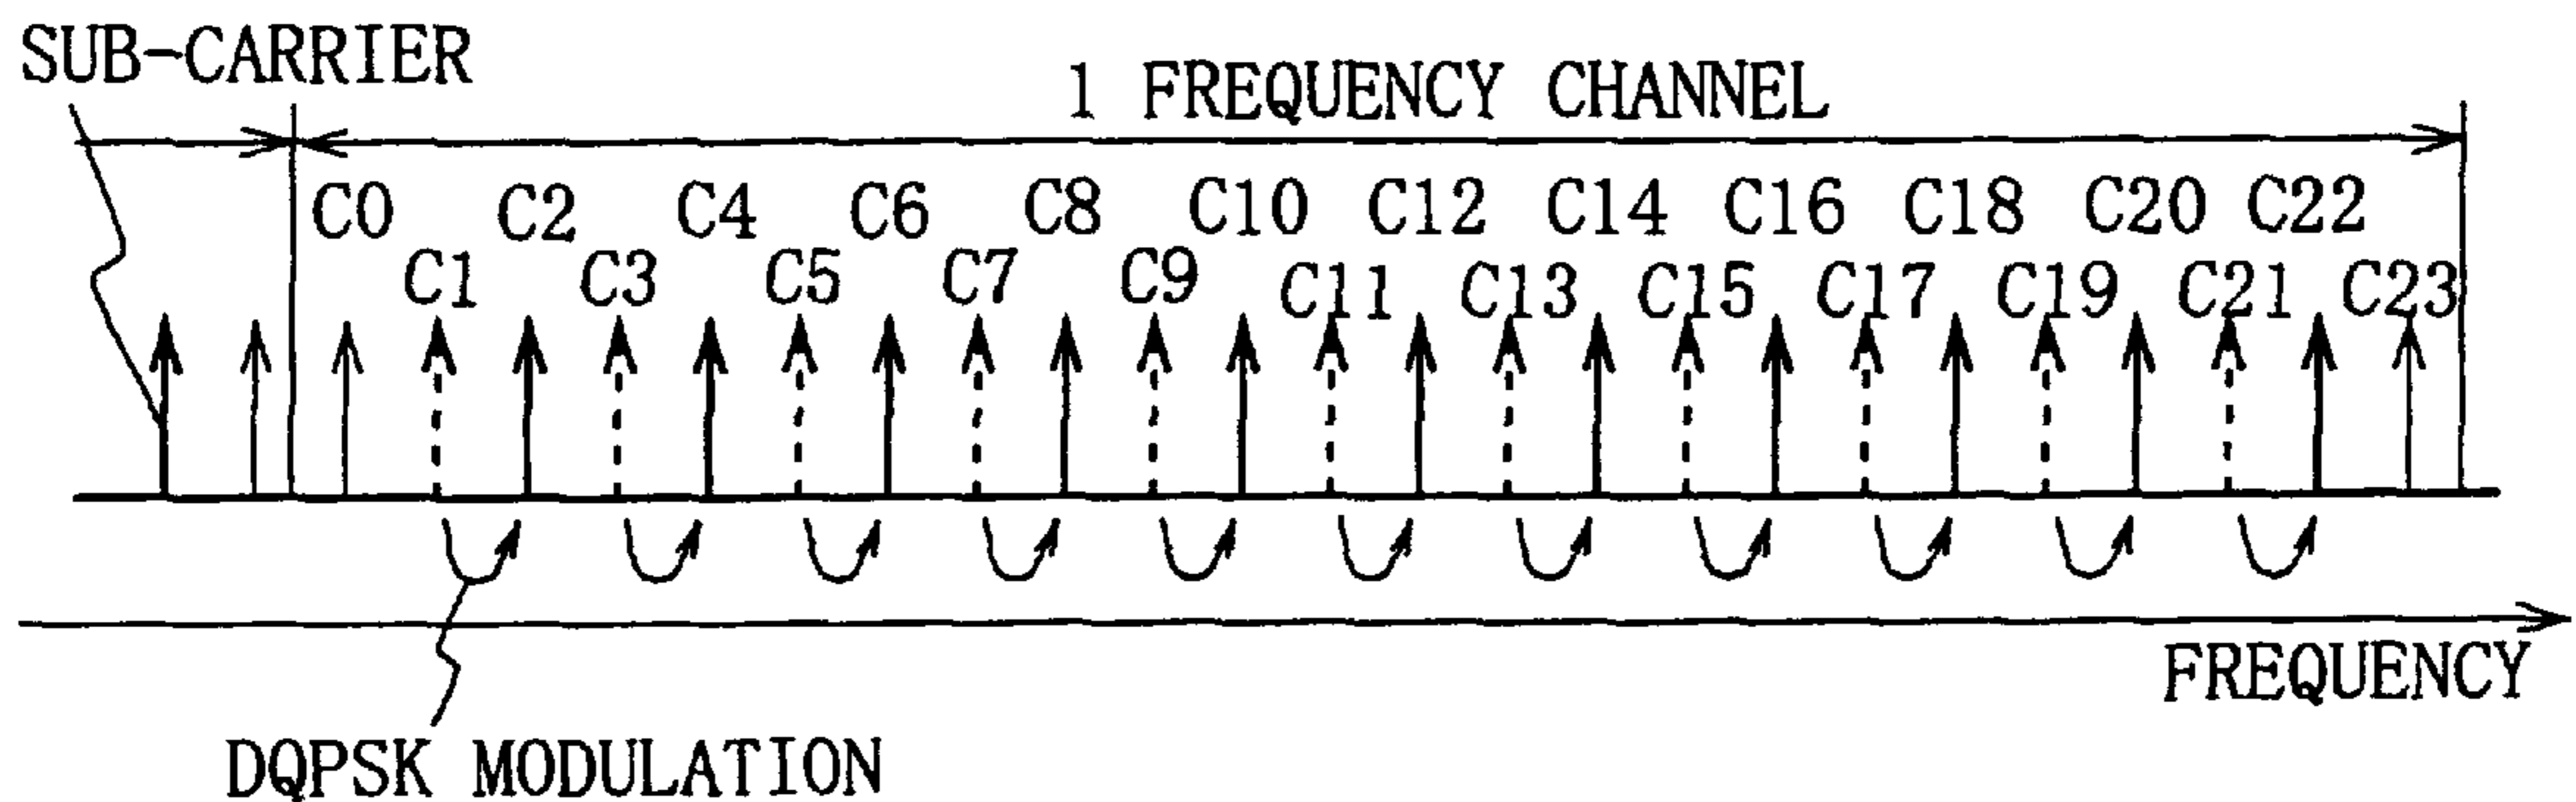 SUB-CARRIER
1 FREQUENCY CHANNEL
C0 C2 C4 C6 C8 C10 C12 C14 C16 C18 C20 C22
C1 C3 C5 C7 C9 C11 C13 C15 C17 C19 C21 C23
FREQUENCY
DQPSK MODULATION